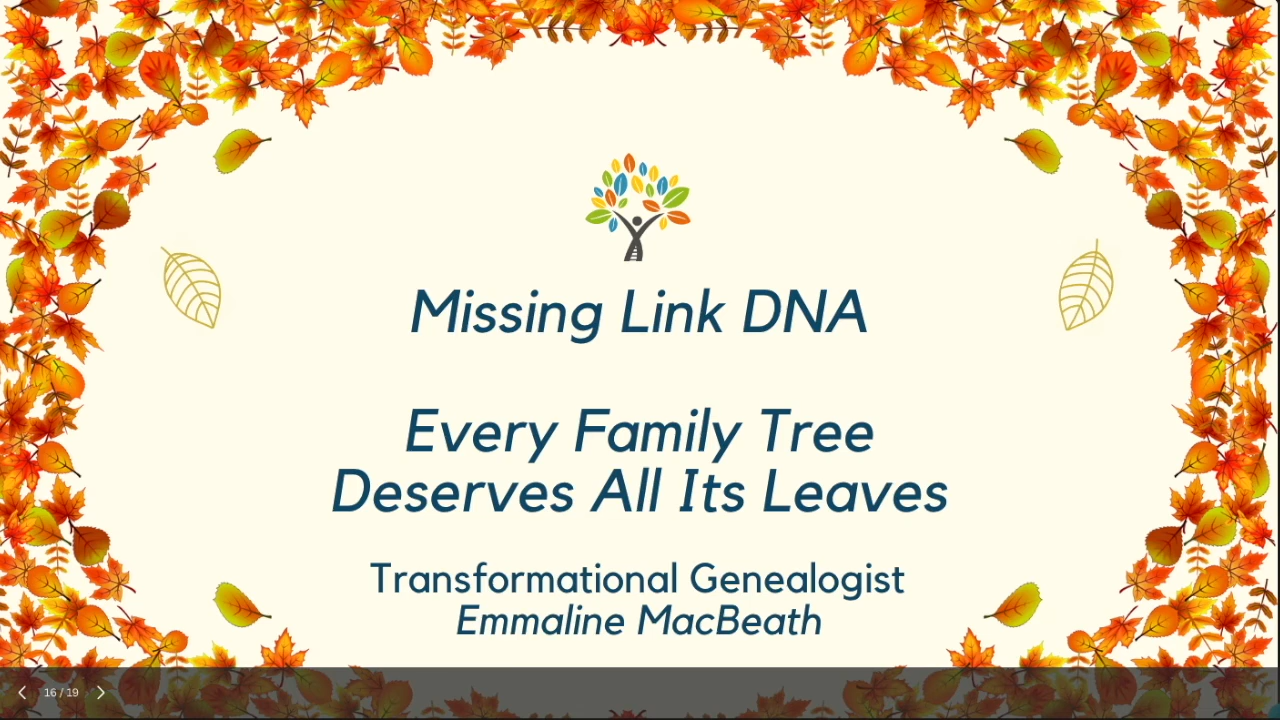 Missing Link DNA
Every Family Tree
Deserves All Its Leaves
Transformational Genealogist
Emmaline MacBeath
16 / 19